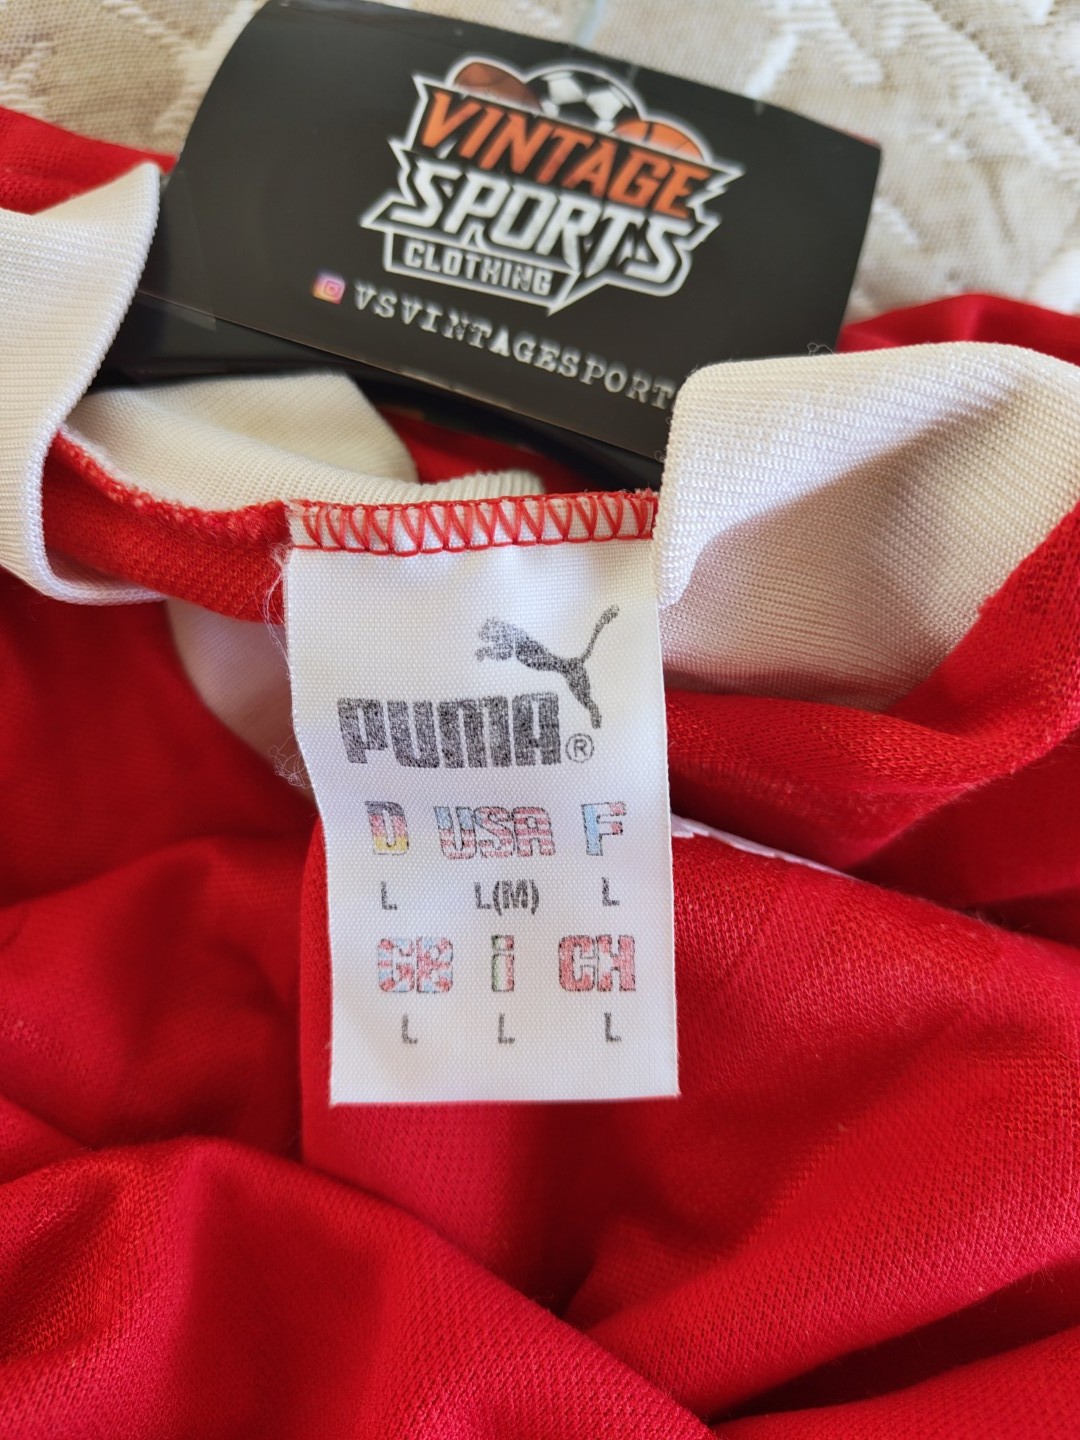 VINTAGE
SPORTS
CLOTHING
VSVINTAGESPORT
PUMA®
D USA F
L L(M) L
GB i CH
L L L